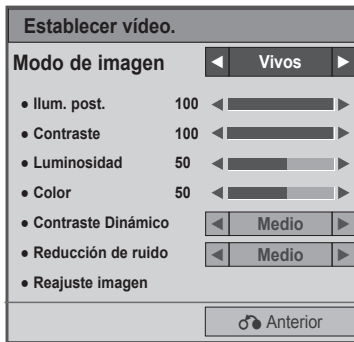 Establecer vídeo.
Modo de imagen ◀ Vivos ▶
• Ilum. post. 100
• Contraste 100
• Luminosidad 50
• Color 50
• Contraste Dinámico ◀ Medio ▶
• Reducción de ruido ◀ Medio ▶
• Reajuste imagen
Anterior